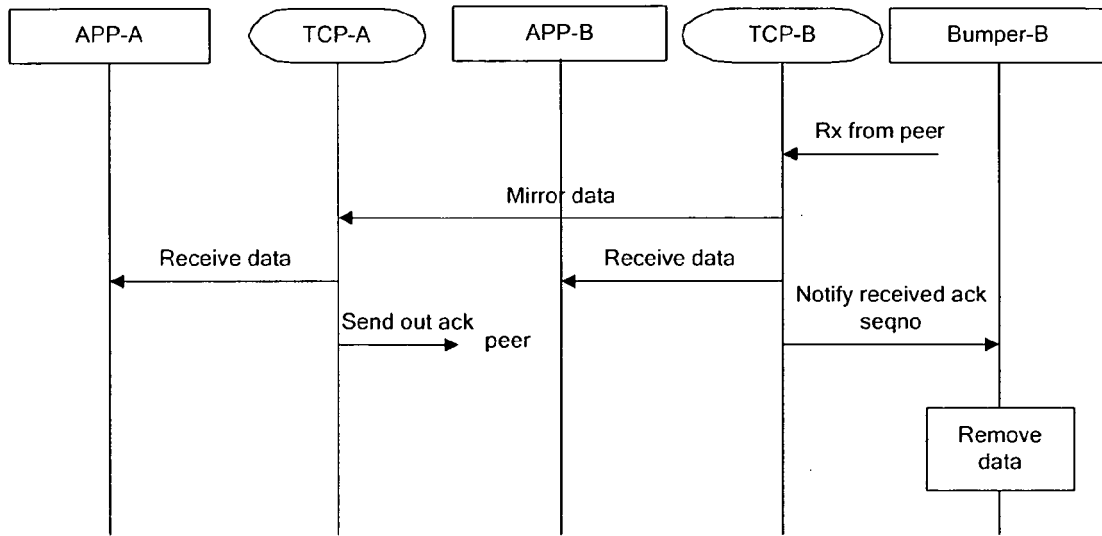 APP-A
TCP-A
APP-B
TCP-B
Bumper-B
Rx from peer
Mirror data
Receive data
Receive data
Notify received ack
seqno
Send out ack
peer
Remove
data